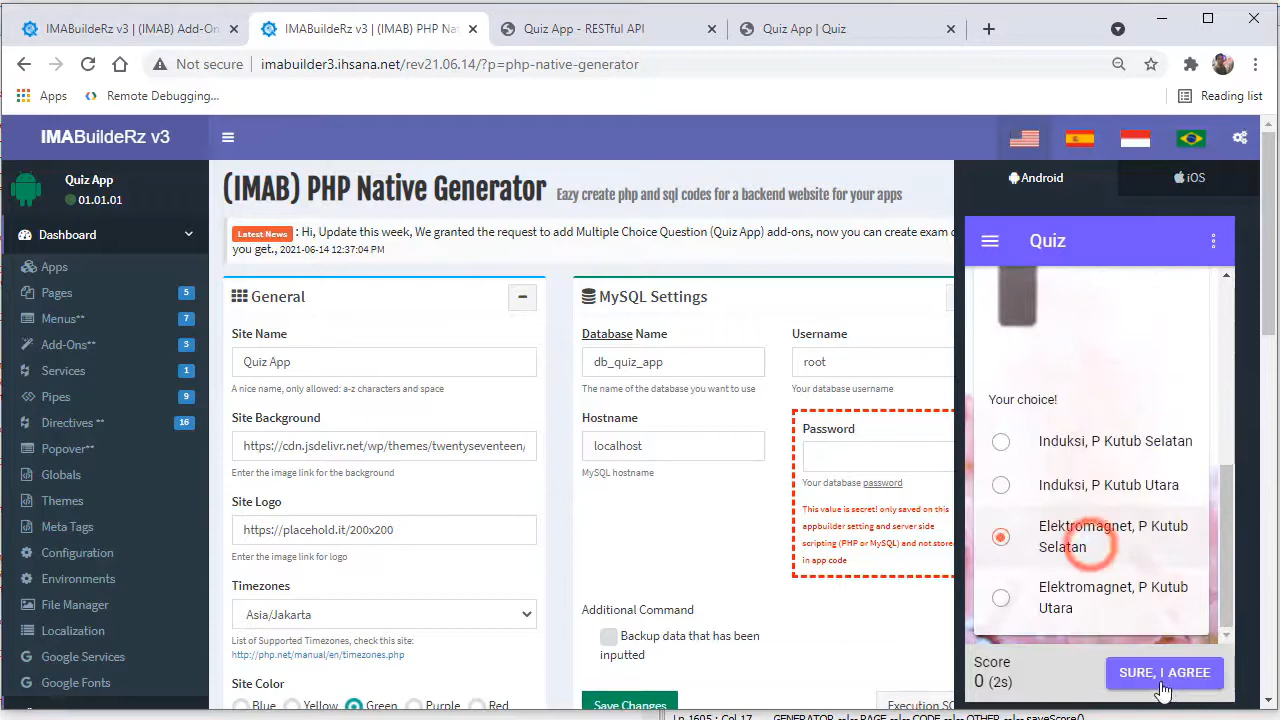 IMABuildeRz v3 | (IMAB) Add-On
IMABuildeRz v3 | (IMAB) PHP Nat
Quiz App - RESTful API
Quiz App | Quiz
Not secure
imabuilder3.ihsana.net/rev21.06.14/?p=php-native-generator
Apps
Remote Debugging...
Reading list
IMABuildeRz v3
Quiz App
01.01.01
Dashboard
Apps
Pages 5
Menus** 7
Add-Ons** 3
Services 1
Pipes 9
Directives ** 16
Popover**
Globals
Themes
Meta Tags
Configuration
Environments
File Manager
Localization
Google Services
Google Fonts
(IMAB) PHP Native Generator Eazy create php and sql codes for a backend website for your apps
Latest News : Hi, Update this week, We granted the request to add Multiple Choice Question (Quiz App) add-ons, now you can create exam
you get., 2021-06-14 12:37:04 PM
General
Site Name
Quiz App
A nice name, only allowed: a-z characters and space
Site Background
https://cdn.jsdelivr.net/wp/themes/twentyseventeen/
Enter the image link for the background
Site Logo
https://placehold.it/200x200
Enter the image link for logo
Timezones
Asia/Jakarta
List of Supported Timezones, check this site:
http://php.net/manual/en/timezones.php
Site Color
Blue Yellow Green Purple Red
MySQL Settings
Database Name
db_quiz_app
The name of the database you want to use
Hostname
localhost
MySQL hostname
Username
root
Your database username
Password
Your database password
This value is secret! only saved on this
appbuilder setting and server side
scripting (PHP or MySQL) and not store
in app code
Additional Command
Backup data that has been
inputted
Save Changes
Execution SQ
Android
iOS
Quiz
Your choice!
Induksi, P Kutub Selatan
Induksi, P Kutub Utara
Elektromagnet, P Kutub
Selatan
Elektromagnet, P Kutub
Utara
Score
0 (2s)
SURE, I AGREE